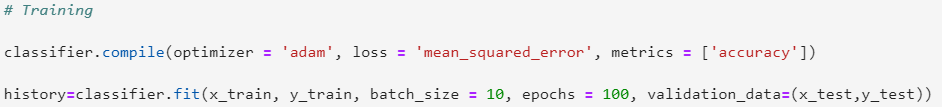 # Training
classifier.compile(optimizer = 'adam', loss = 'mean_squared_error', metrics = ['accuracy'])
history=classifier.fit(x_train, y_train, batch_size = 10, epochs = 100, validation_data=(x_test,y_test))